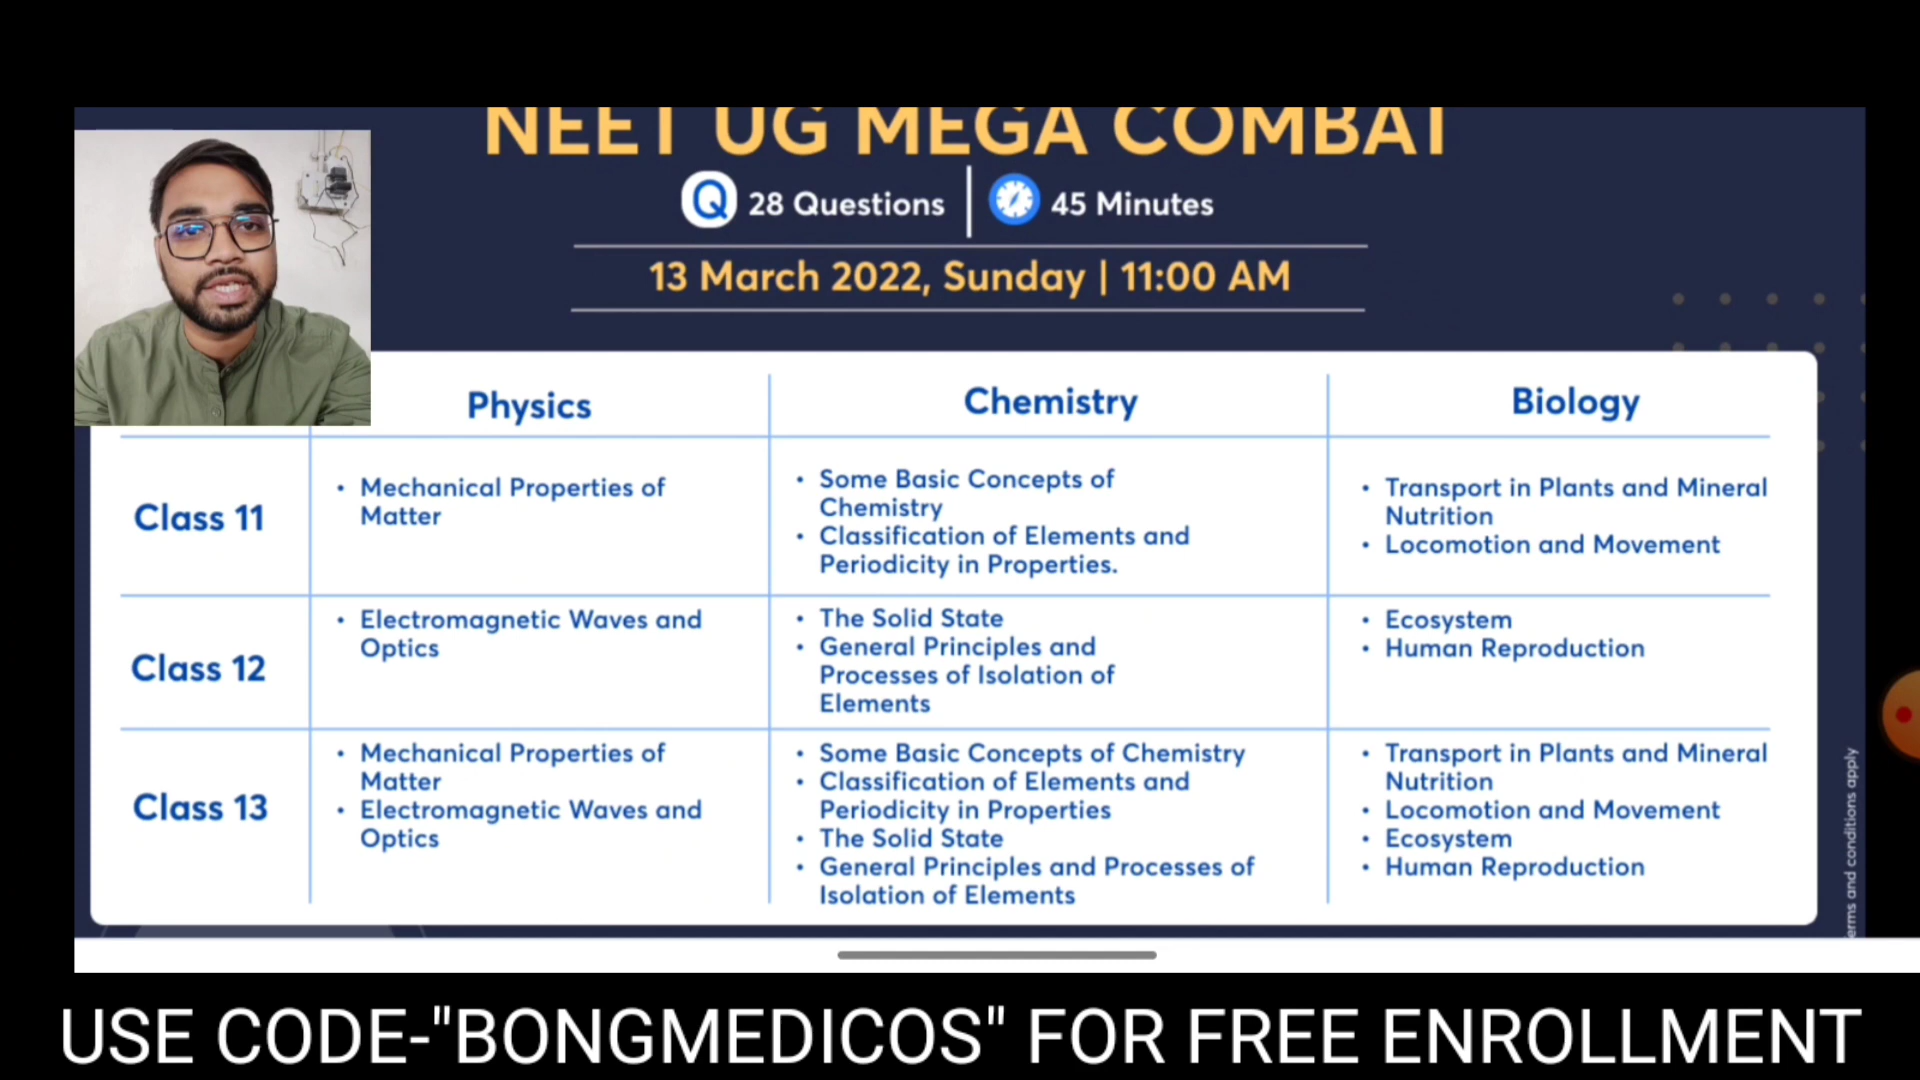 NEET UG MEGA COMBAT
28 Questions | 45 Minutes
13 March 2022, Sunday | 11:00 AM
Physics
Chemistry
Biology
Class 11
• Mechanical Properties of
Matter
• Some Basic Concepts of
Chemistry
• Classification of Elements and
Periodicity in Properties.
• Transport in Plants and Mineral
Nutrition
• Locomotion and Movement
Class 12
• Electromagnetic Waves and
Optics
• The Solid State
• General Principles and
Processes of Isolation of
Elements
• Ecosystem
• Human Reproduction
Class 13
• Mechanical Properties of
Matter
• Electromagnetic Waves and
Optics
• Some Basic Concepts of Chemistry
• Classification of Elements and
Periodicity in Properties
• The Solid State
• General Principles and Processes of
Isolation of Elements
• Transport in Plants and Mineral
Nutrition
• Locomotion and Movement
• Ecosystem
• Human Reproduction
erms and conditions apply
USE CODE-"BONGMEDICOS" FOR FREE ENROLLMENT